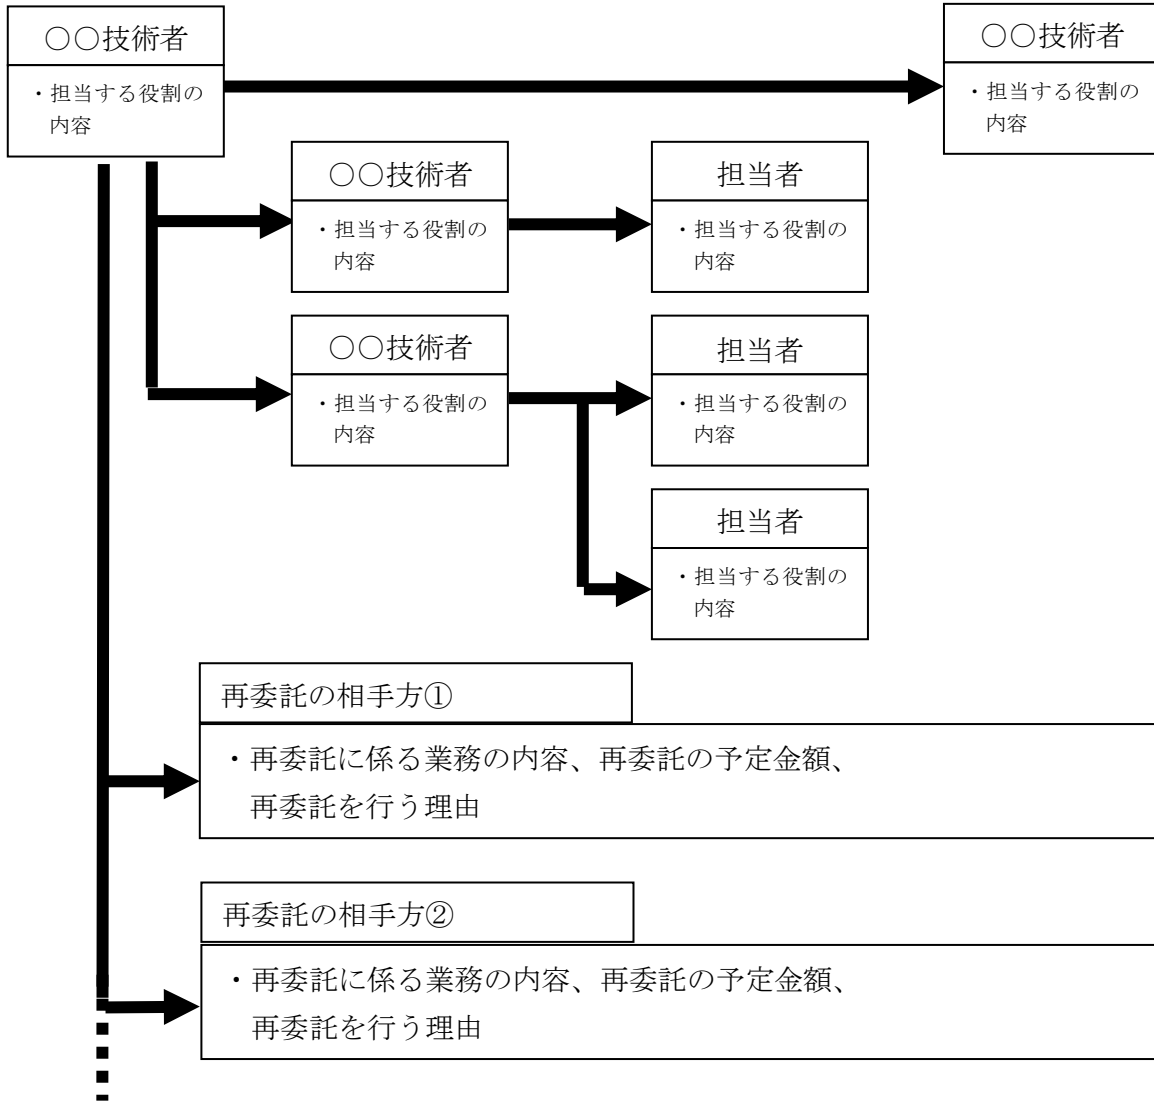 ○○技術者
・担当する役割の
内容
○○技術者
・担当する役割の
内容
○○技術者
・担当する役割の
内容
担当者
・担当する役割の
内容
○○技術者
・担当する役割の
内容
担当者
・担当する役割の
内容
担当者
・担当する役割の
内容
再委託の相手方①
・再委託に係る業務の内容、再委託の予定金額、
再委託を行う理由
再委託の相手方②
・再委託に係る業務の内容、再委託の予定金額、
再委託を行う理由